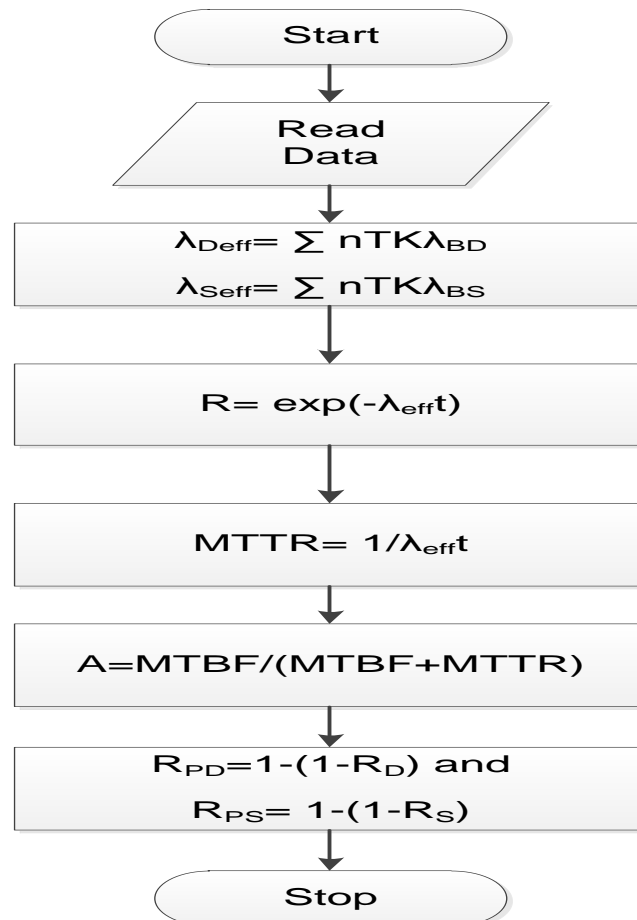 Start
Read
Data
λDeff= ∑ nTKλBD
λSeff= ∑ nTKλBS
R= exp(-λefft)
MTTR= 1/λefft
A=MTBF/(MTBF+MTTR)
RPD=1-(1-RD) and
RPS= 1-(1-RS)
Stop